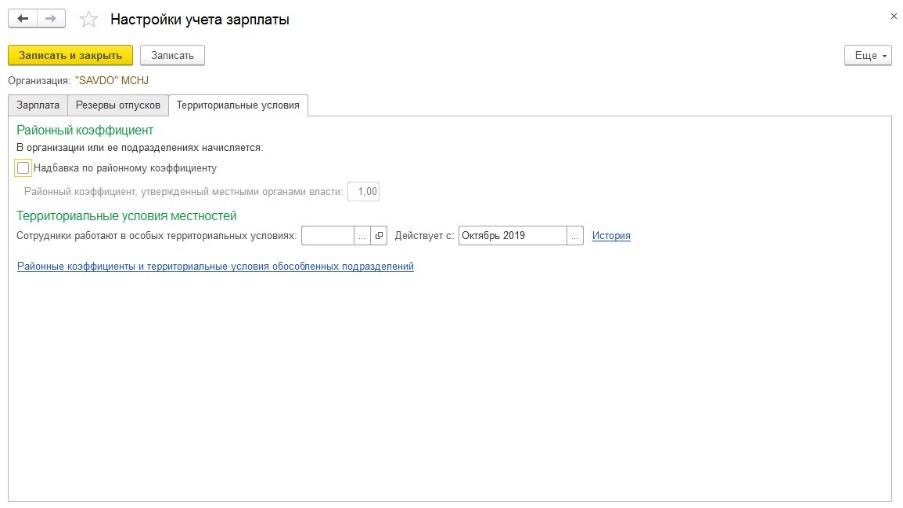 Настройки учета зарплаты
Записать и закрыть Записать Еще
Организация: "SAVDO" MCHJ
Зарплата Резервы отпусков Территориальные условия
Районный коэффициент
В организации или ее подразделениях начисляется:
Надбавка по районному коэффициенту
Районный коэффициент, утвержденный местными органами власти: 1,00
Территориальные условия местностей
Сотрудники работают в особых территориальных условиях: ... Действует с: Октябрь 2019 ... История
Районные коэффициенты и территориальные условия обособленных подразделений